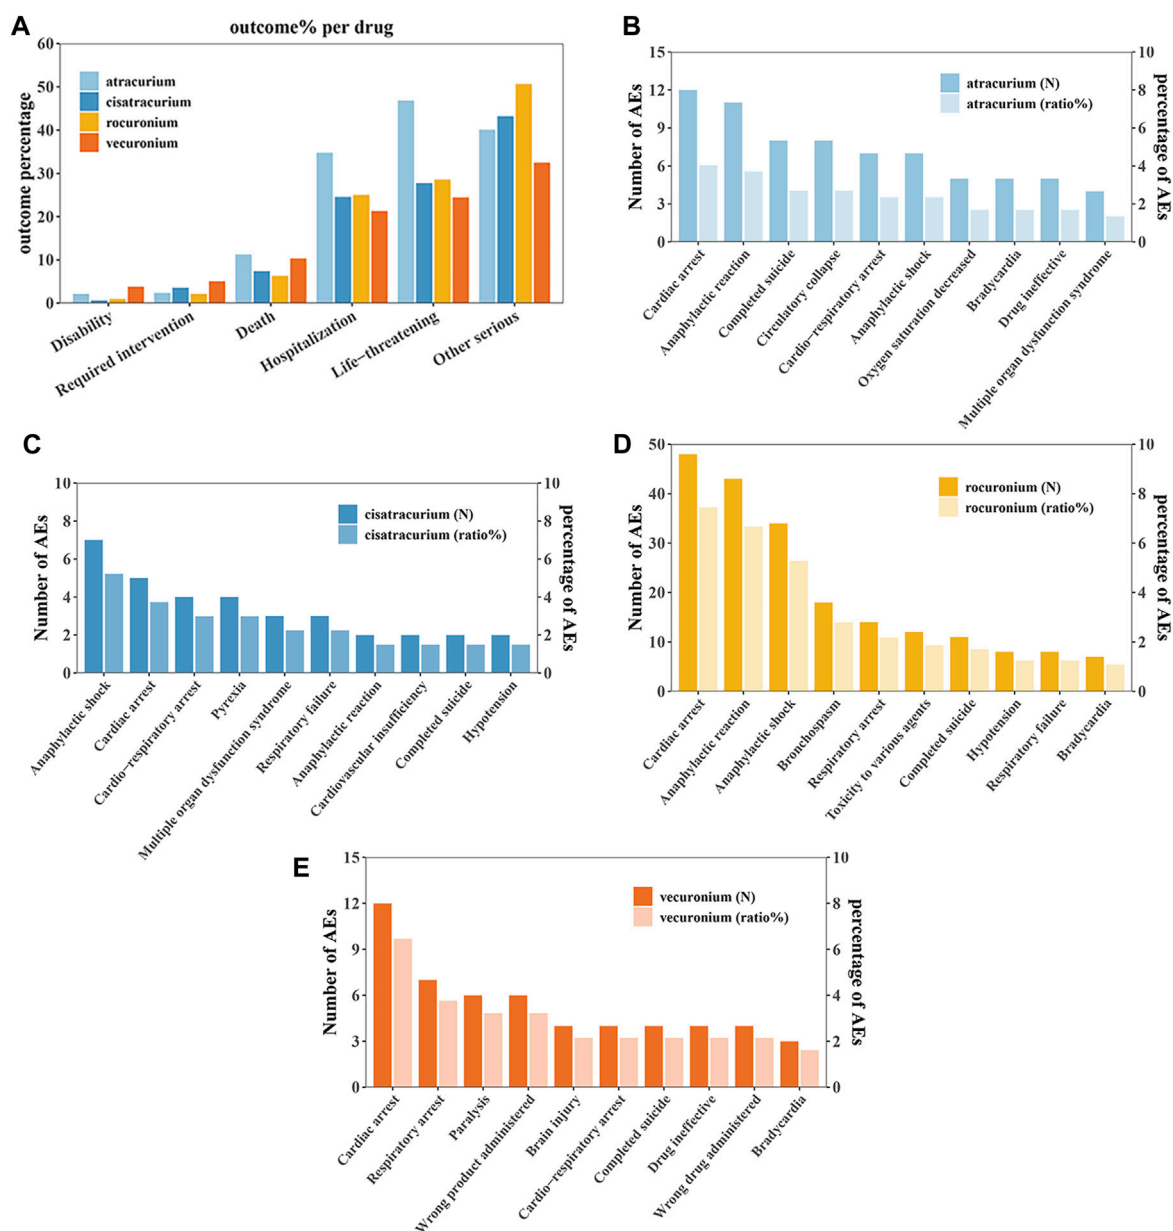 A
outcome% per drug
outcome percentage
60
50
40
30
20
10
0
atracurium
cisatracurium
rocuronium
vecuronium
Disability
Required intervention
Death
Hospitalization
Life−threatening
Other serious
B
Number of AEs
15
12
9
6
3
0
atracurium (N)
atracurium (ratio%)
10
8
6
4
2
0
percentage of AEs
Cardiac arrest
Anaphylactic reaction
Completed suicide
Circulatory collapse
Cardio−respiratory arrest
Anaphylactic shock
Oxygen saturation decreased
Bradycardia
Drug ineffective
Multiple organ dysfunction syndrome
C
Number of AEs
10
8
6
4
2
0
cisatracurium (N)
cisatracurium (ratio%)
10
8
6
4
2
0
percentage of AEs
Anaphylactic shock
Cardiac arrest
Cardio−respiratory arrest
Pyrexia
Multiple organ dysfunction syndrome
Respiratory failure
Anaphylactic reaction
Cardiovascular insufficiency
Completed suicide
Hypotension
D
Number of AEs
50
40
30
20
10
0
rocuronium (N)
rocuronium (ratio%)
10
8
6
4
2
0
percentage of AEs
Cardiac arrest
Anaphylactic reaction
Anaphylactic shock
Bronchospasm
Respiratory arrest
Toxicity to various agents
Completed suicide
Hypotension
Respiratory failure
Bradycardia
E
Number of AEs
15
12
9
6
3
0
vecuronium (N)
vecuronium (ratio%)
10
8
6
4
2
0
percentage of AEs
Cardiac arrest
Respiratory arrest
Paralysis
Wrong product administered
Brain injury
Cardio−respiratory arrest
Completed suicide
Drug ineffective
Wrong drug administered
Bradycardia